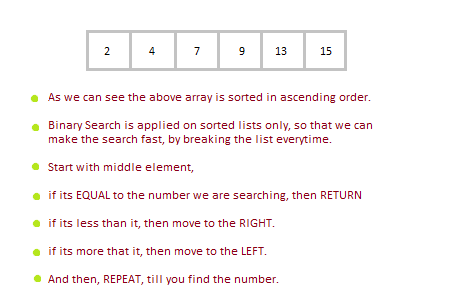 2 4 7 9 13 15
As we can see the above array is sorted in ascending order.
Binary Search is applied on sorted lists only, so that we can
make the search fast, by breaking the list everytime.
Start with middle element,
if its EQUAL to the number we are searching, then RETURN
if its less than it, then move to the RIGHT.
if its more that it, then move to the LEFT.
And then, REPEAT, till you find the number.